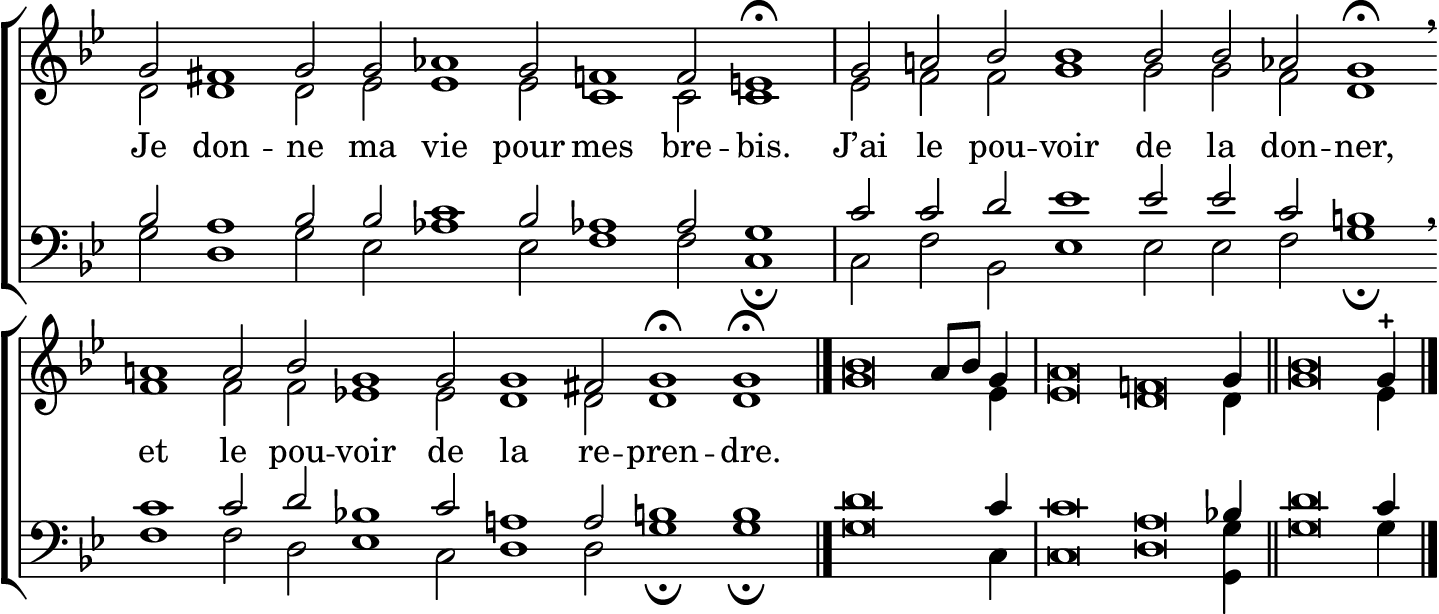 Je don - ne ma vie pour mes bre - bis. J’ai le pou - voir de la don - ner,
et le pou - voir de la re - pren - dre.